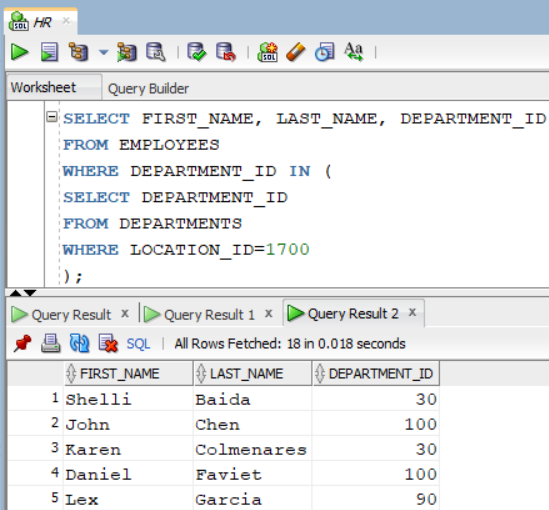 HR
Worksheet Query Builder
SELECT FIRST_NAME, LAST_NAME, DEPARTMENT_ID
FROM EMPLOYEES
WHERE DEPARTMENT_ID IN (
SELECT DEPARTMENT_ID
FROM DEPARTMENTS
WHERE LOCATION_ID=1700
);
Query Result x Query Result 1 x Query Result 2 x
SQL | All Rows Fetched: 18 in 0.018 seconds
FIRST_NAME LAST_NAME DEPARTMENT_ID
1 Shelli Baida 30
2 John Chen 100
3 Karen Colmenares 30
4 Daniel Faviet 100
5 Lex Garcia 90